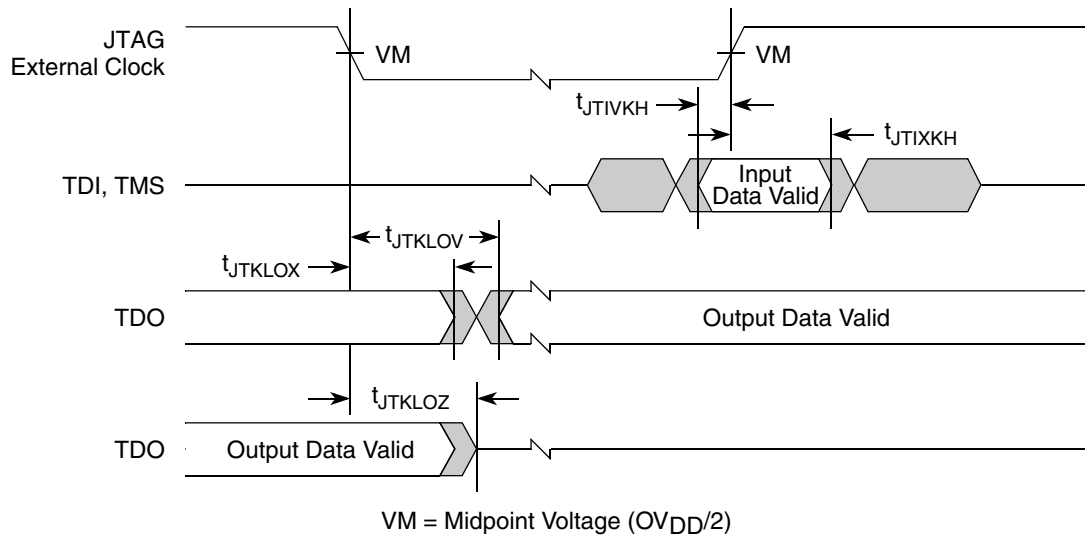 JTAG
External Clock
VM
VM
tJTIVKH
tJTIXKH
TDI, TMS
Input
Data Valid
tJTKLOV
tJTKLOX
TDO
Output Data Valid
tJTKLOZ
TDO
Output Data Valid
VM = Midpoint Voltage (OVDD/2)